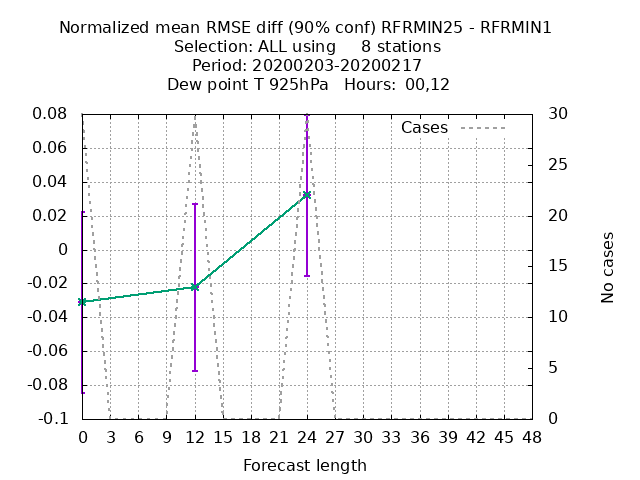 Normalized mean RMSE diff (90% conf) RFRMIN25 - RFRMIN1
Selection: ALL using     8 stations
Period: 20200203-20200217
Dew point T 925hPa   Hours:  00,12
0.08
0.06
0.04
0.02
0
-0.02
-0.04
-0.06
-0.08
-0.1
Cases
30
25
20
15
10
5
0
No cases
0 3 6 9 12 15 18 21 24 27 30 33 36 39 42 45 48
Forecast length